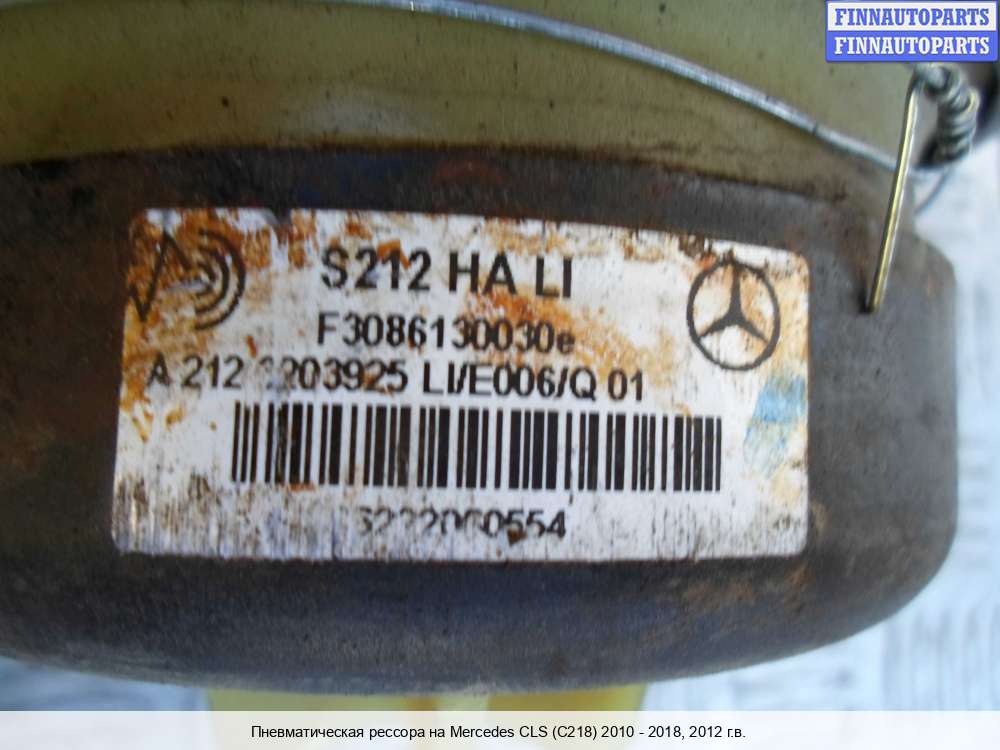 FINNAUTOPARTS
FINNAUTOPARTS
S212 HA LI
F3086130030e
A 212 3203925 LI/E006/Q 01
Пневматическая рессора на Mercedes CLS (C218) 2010 - 2018, 2012 г.в.